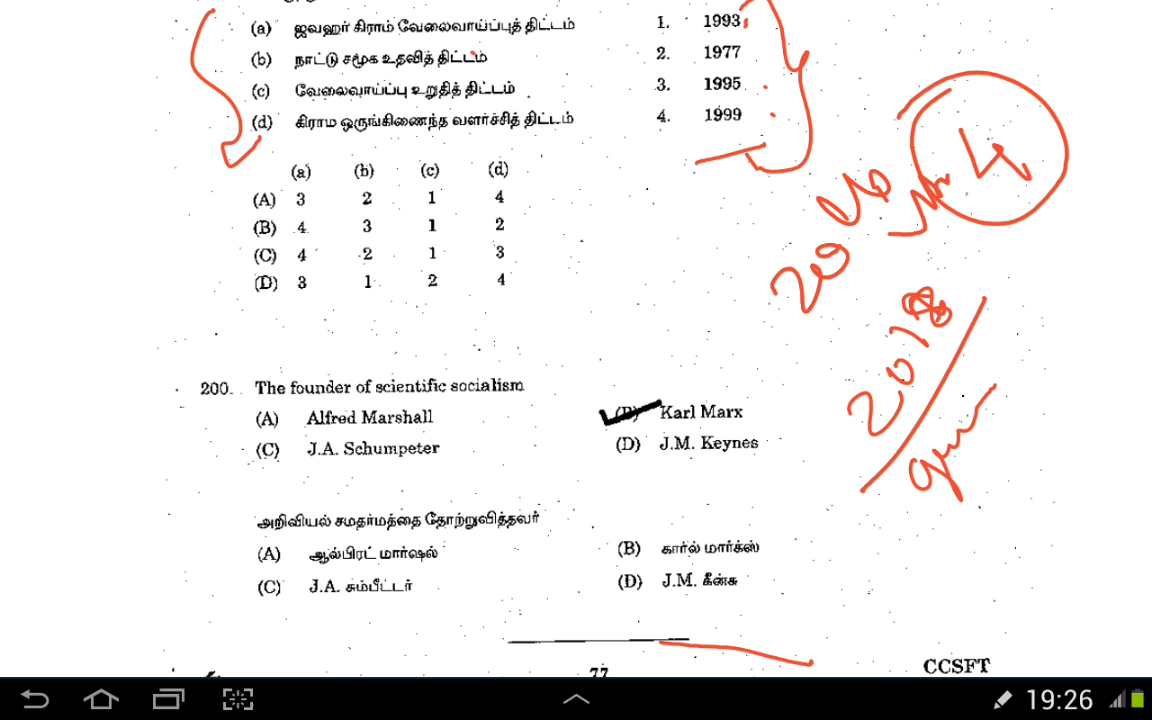 (a) ஜவஹர் கிராம் வேலைவாய்ப்புத் திட்டம் 1. 1993
(b) நாட்டு சமூக உதவித் திட்டம் 2. 1977
(c) வேலைவாய்ப்பு உறுதித் திட்டம் 3. 1995
(d) கிராம ஒருங்கிணைந்த வளர்ச்சித் திட்டம் 4. 1999
(a) (b) (c) (d)
(A) 3 2 1 4
(B) 4 3 1 2
(C) 4 2 1 3
(D) 3 1 2 4
4
2018
200. The founder of scientific socialism
(A) Alfred Marshall (B) Karl Marx
(C) J.A. Schumpeter (D) J.M. Keynes
அறிவியல் சமதர்மத்தை தோற்றுவித்தவர்
(A) ஆல்பிரட் மார்ஷல் (B) கார்ல் மார்க்ஸ்
(C) J.A. சும்பீட்டர் (D) J.M. கீன்சு
77 CCSFT
19:26